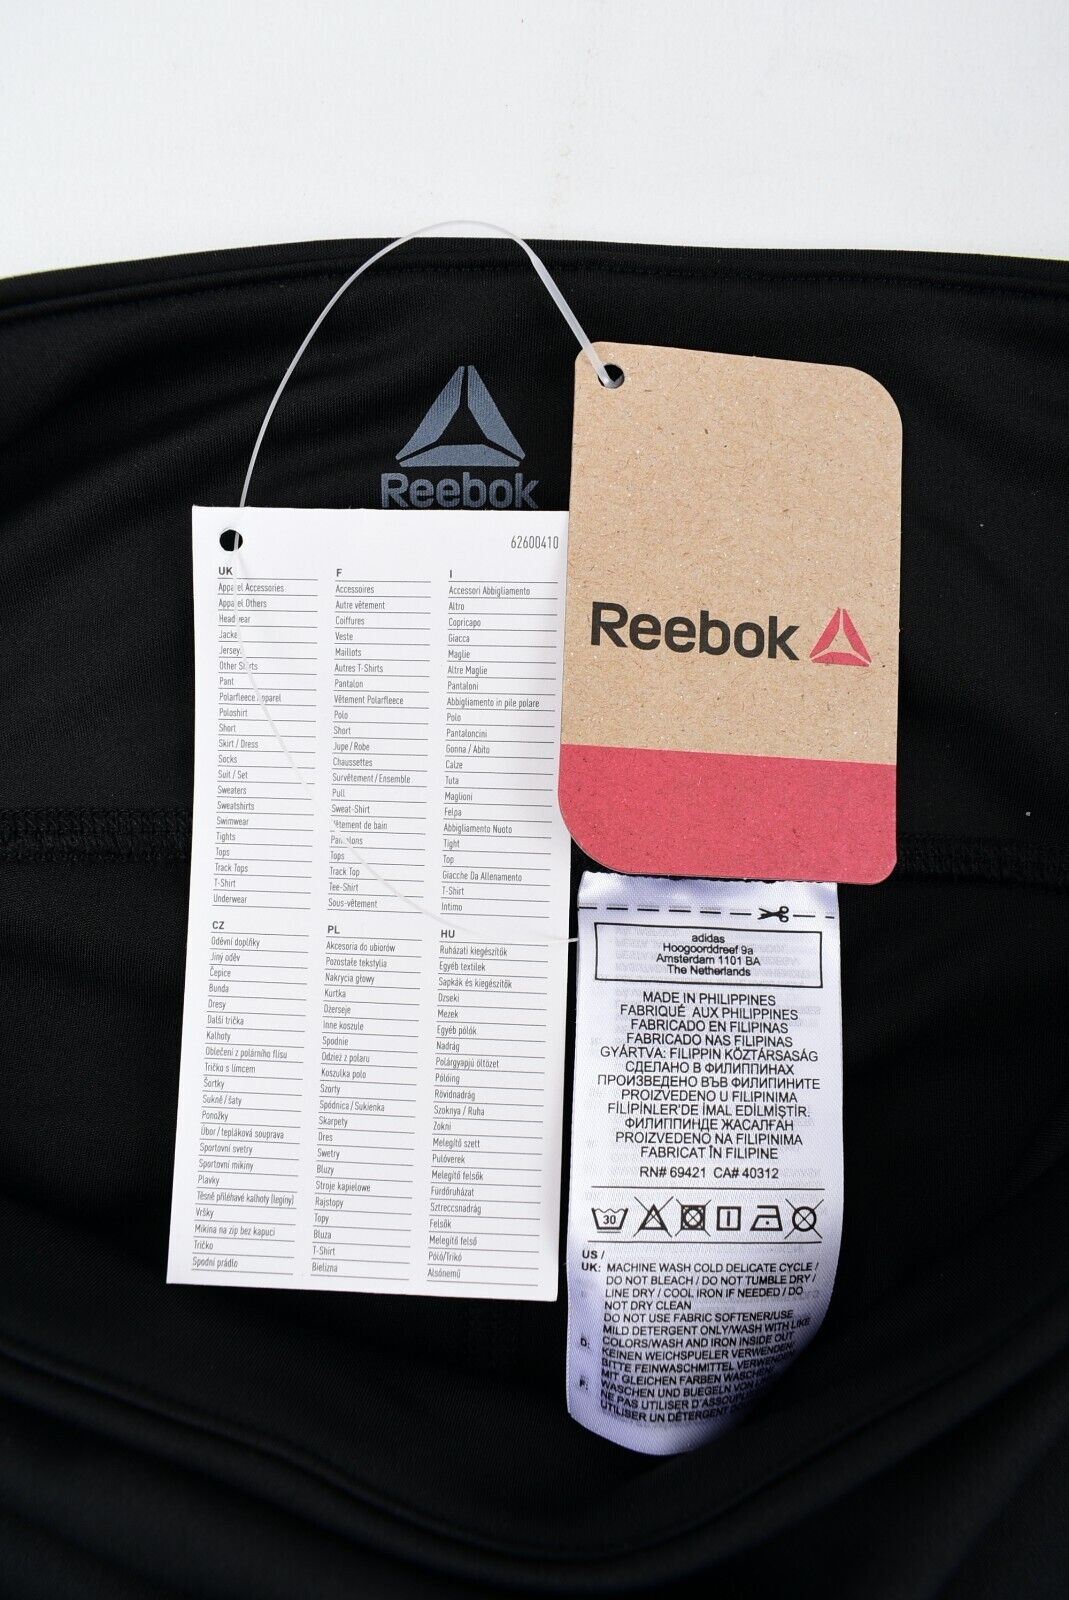 Reebok
Reebok
62600410
UK
Apparel Accessories
Apparel Others
Headwear
Jacket
Jersey
Other Shirts
Pant
Polarfleece Apparel
Poloshirt
Short
Skirt / Dress
Socks
Suit / Set
Sweaters
Sweatshirts
Swimwear
Tights
Tops
Track Tops
T-Shirt
Underwear
F
Accessoires
Autre vêtement
Coiffures
Veste
Maillots
Autres T-Shirts
Pantalon
Vêtement Polarfleece
Polo
Short
Jupe / Robe
Chaussettes
Survêtement / Ensemble
Pull
Sweat-Shirt
Vêtement de bain
Pantalons
Tops
Track Top
Tee-Shirt
Sous-vêtement
I
Accessori Abbigliamento
Altro
Copricapo
Giacca
Maglie
Altre Maglie
Pantaloni
Abbigliamento in pile polare
Polo
Pantaloncini
Gonna / Abito
Calze
Tuta
Maglioni
Felpa
Abbigliamento Nuoto
Tight
Top
Giacche Da Allenamento
T-Shirt
Intimo
CZ
Oděvní doplňky
Jiný oděv
Čepice
Bunda
Dresy
Další trička
Kalhoty
Oblečení z polárního flísu
Tričko s límcem
Šortky
Sukně / šaty
Ponožky
Úbor / tepláková souprava
Sportovní svetry
Sportovní mikiny
Plavky
Těsně přiléhavé kalhoty (legíny)
Vršky
Mikina na zip bez kapuci
Tričko
Spodní prádlo
PL
Akcesoria do ubiorów
Pozostałe tekstylia
Nakrycia głowy
Kurtka
Dżerseje
Inne koszule
Spodnie
Odzież z polaru
Koszulka polo
Szorty
Spódnica / Sukienka
Skarpety
Dres
Swetry
Bluzy
Stroje kąpielowe
Rajstopy
Topy
Bluza
T-Shirt
Bielizna
HU
Ruházati kiegészítők
Egyéb textilek
Sapkák és kiegészítők
Dzseki
Mezek
Egyéb pólók
Nadrág
Polárgyapjú öltözet
Pólóing
Rövidnadrág
Szoknya / Ruha
Zokni
Melegítő szett
Pulóverek
Melegítő felsők
Fürdőruházat
Sztreccsnadrág
Felsők
Melegítő felső
Póló/Trikó
Alsónemű
adidas
Hoogoorddreef 9a
Amsterdam 1101 BA
The Netherlands
MADE IN PHILIPPINES
FABRIQUÉ AUX PHILIPPINES
FABRICADO EN FILIPINAS
FABRICADO NAS FILIPINAS
GYÁRTVA: FILIPPIN KÖZTÁRSASÁG
СДЕЛАНО В ФИЛИППИНАХ
ПРОИЗВЕДЕНО ВЪВ ФИЛИПИНИТЕ
PROIZVEDENO U FILIPINIMA
FİLİPİNLER'DE İMAL EDİLMİŞTİR.
ФИЛИППИНДЕ ЖАСАЛҒАН
PROIZVEDENO NA FILIPINIMA
FABRICAT ÎN FILIPINE
RN# 69421 CA# 40312
30
US /
UK: MACHINE WASH COLD DELICATE CYCLE /
DO NOT BLEACH / DO NOT TUMBLE DRY /
LINE DRY / COOL IRON IF NEEDED / DO
NOT DRY CLEAN
DO NOT USE FABRIC SOFTENER/USE
MILD DETERGENT ONLY/WASH WITH LIKE
COLORS/WASH AND IRON INSIDE OUT
D: KEINEN WEICHSPUELER VERWENDEN
BITTE FEINWASCHMITTEL VERWENDEN
MIT GLEICHEN FARBEN WASCHEN
WASCHEN UND BUEGELN VON
F: NE PAS UTILISER D'ASSOUPL
UTILISER UN DÉTERGENT